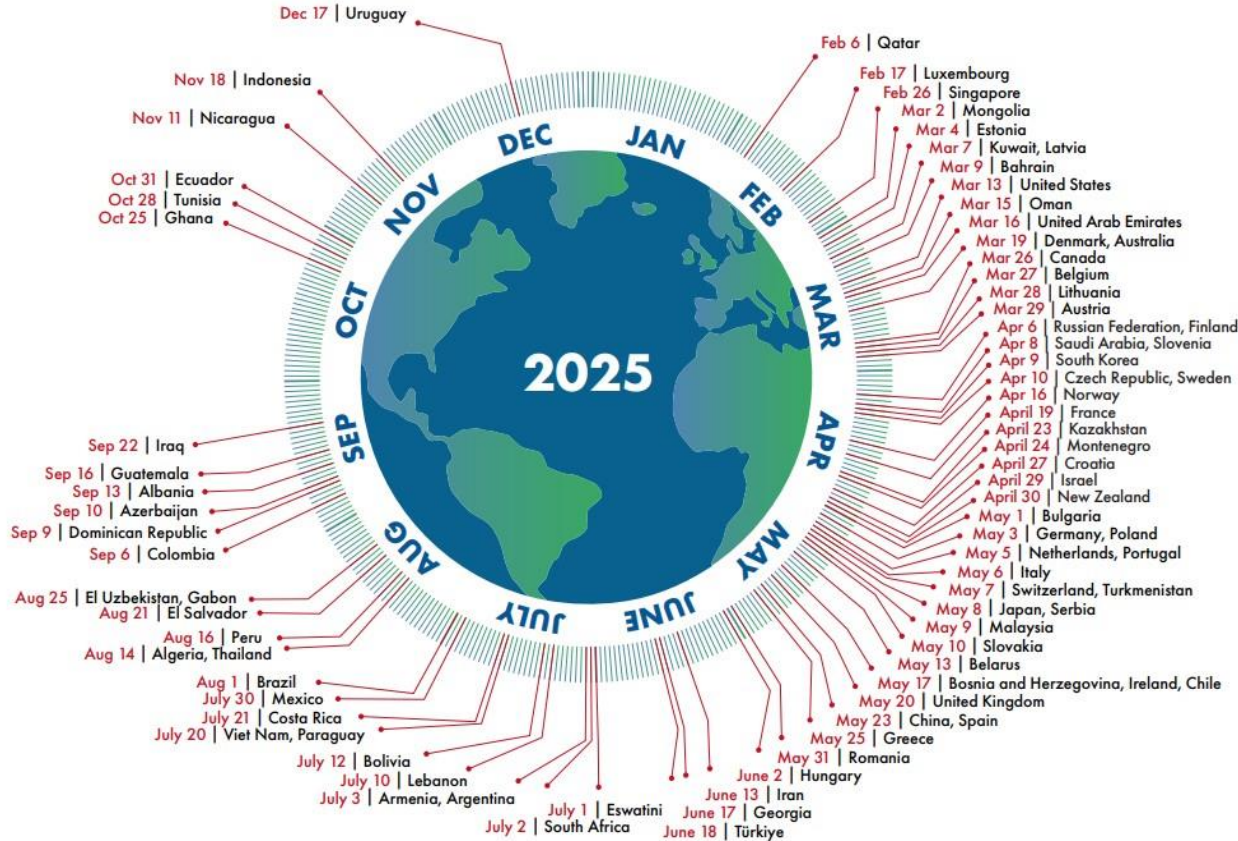 Dec 17 | Uruguay
Nov 18 | Indonesia
Nov 11 | Nicaragua
Oct 31 | Ecuador
Oct 28 | Tunisia
Oct 25 | Ghana
Sep 22 | Iraq
Sep 16 | Guatemala
Sep 13 | Albania
Sep 10 | Azerbaijan
Sep 9 | Dominican Republic
Sep 6 | Colombia
Aug 25 | El Uzbekistan, Gabon
Aug 21 | El Salvador
Aug 16 | Peru
Aug 14 | Algeria, Thailand
Aug 1 | Brazil
July 30 | Mexico
July 21 | Costa Rica
July 20 | Viet Nam, Paraguay
July 12 | Bolivia
July 10 | Lebanon
July 3 | Armenia, Argentina
July 1 | Eswatini
July 2 | South Africa
JAN
FEB
MAR
APR
MAY
JUNE
JULY
AUG
SEP
OCT
NOV
DEC
2025
Feb 6 | Qatar
Feb 17 | Luxembourg
Feb 26 | Singapore
Mar 2 | Mongolia
Mar 4 | Estonia
Mar 7 | Kuwait, Latvia
Mar 9 | Bahrain
Mar 13 | United States
Mar 15 | Oman
Mar 16 | United Arab Emirates
Mar 19 | Denmark, Australia
Mar 26 | Canada
Mar 27 | Belgium
Mar 28 | Lithuania
Mar 29 | Austria
Apr 6 | Russian Federation, Finland
Apr 8 | Saudi Arabia, Slovenia
Apr 9 | South Korea
Apr 10 | Czech Republic, Sweden
Apr 16 | Norway
April 19 | France
April 23 | Kazakhstan
April 24 | Montenegro
April 27 | Croatia
April 29 | Israel
April 30 | New Zealand
May 1 | Bulgaria
May 3 | Germany, Poland
May 5 | Netherlands, Portugal
May 6 | Italy
May 7 | Switzerland, Turkmenistan
May 8 | Japan, Serbia
May 9 | Malaysia
May 10 | Slovakia
May 13 | Belarus
May 17 | Bosnia and Herzegovina, Ireland, Chile
May 20 | United Kingdom
May 23 | China, Spain
May 25 | Greece
May 31 | Romania
June 2 | Hungary
June 13 | Iran
June 17 | Georgia
June 18 | Türkiye